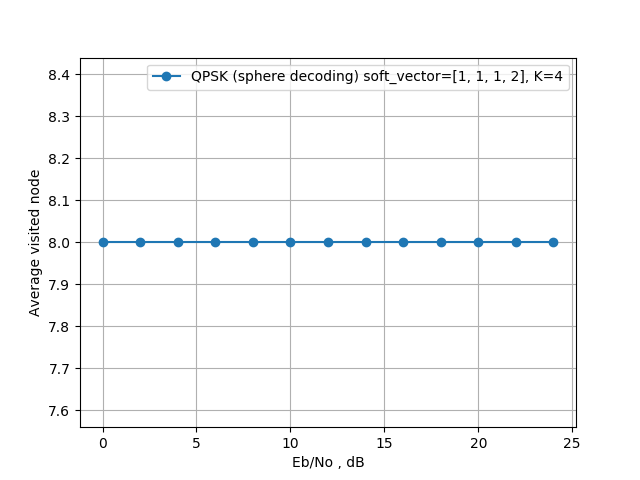 QPSK (sphere decoding) soft_vector=[1, 1, 1, 2], K=4
8.4
8.3
8.2
8.1
8.0
7.9
7.8
7.7
7.6
Average visited node
0 5 10 15 20 25
Eb/No , dB